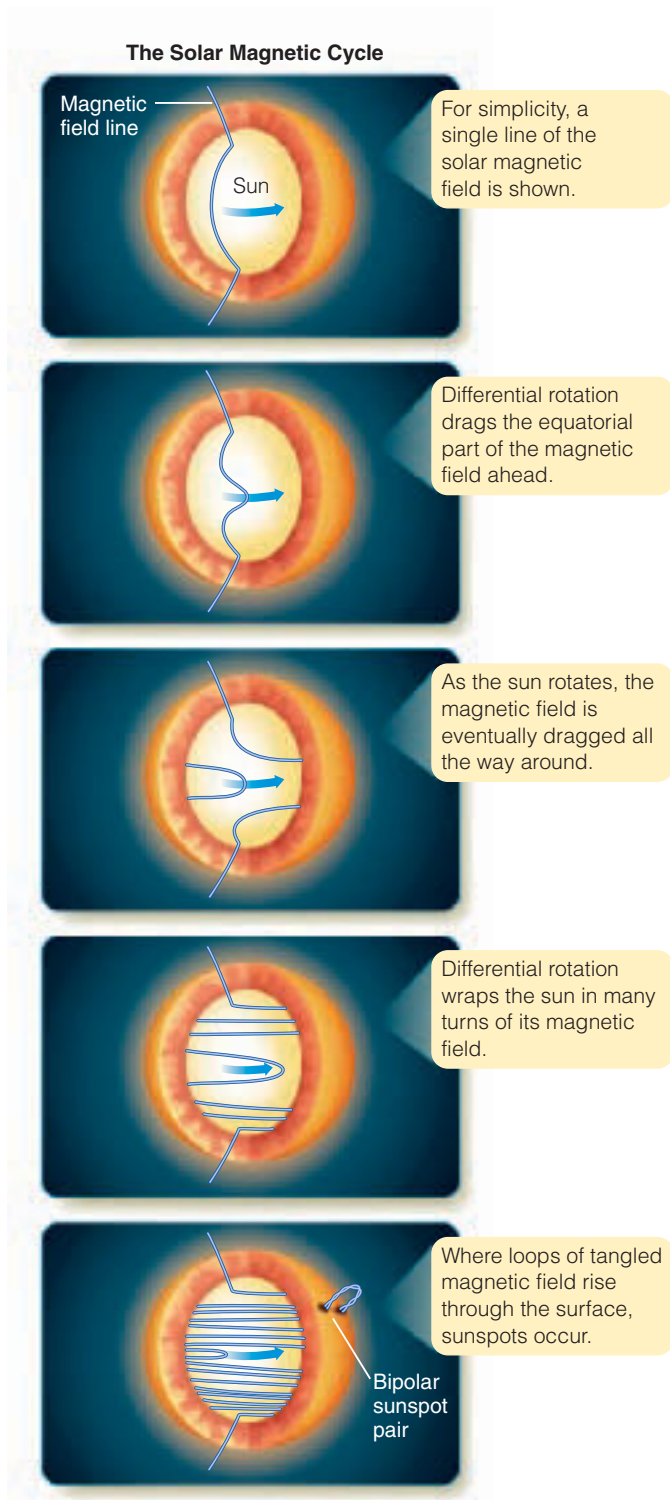 The Solar Magnetic Cycle
Magnetic
field line
Sun
For simplicity, a
single line of the
solar magnetic
field is shown.
Differential rotation
drags the equatorial
part of the magnetic
field ahead.
As the sun rotates, the
magnetic field is
eventually dragged all
the way around.
Differential rotation
wraps the sun in many
turns of its magnetic
field.
Where loops of tangled
magnetic field rise
through the surface,
sunspots occur.
Bipolar
sunspot
pair